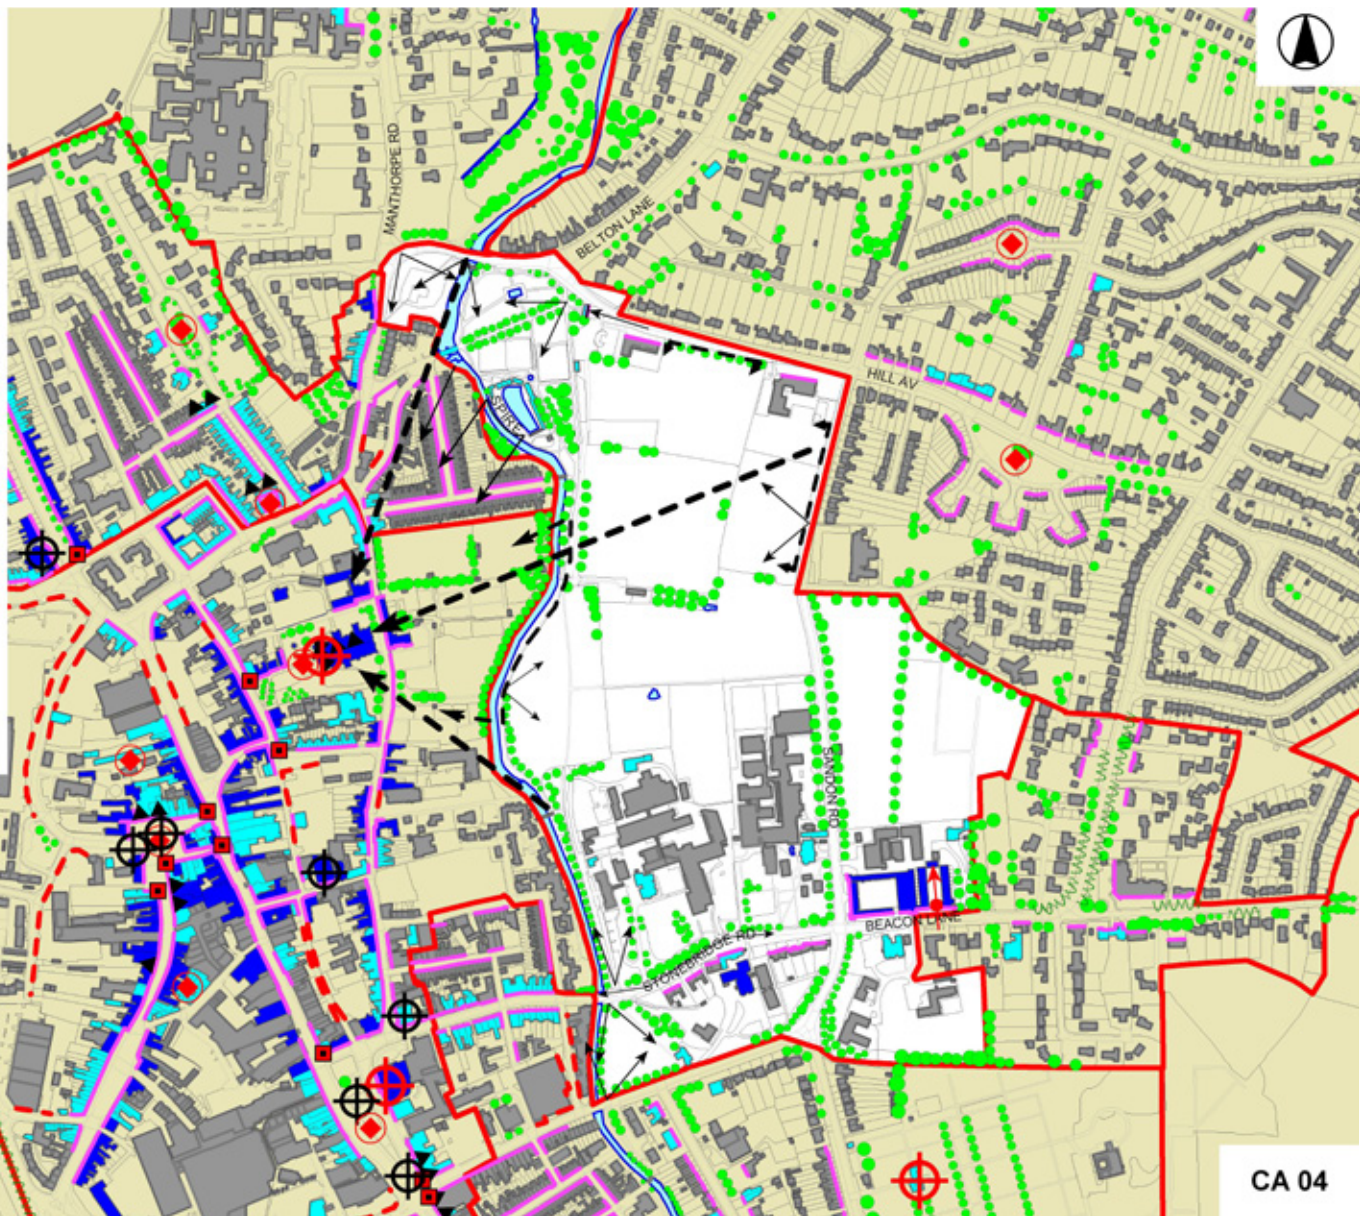 MANTHORPE RD
BELTON LANE
HILL AV
SPIRE
SANDON RD
BEACON LANE
STONEBRIDGE RD
CA 04